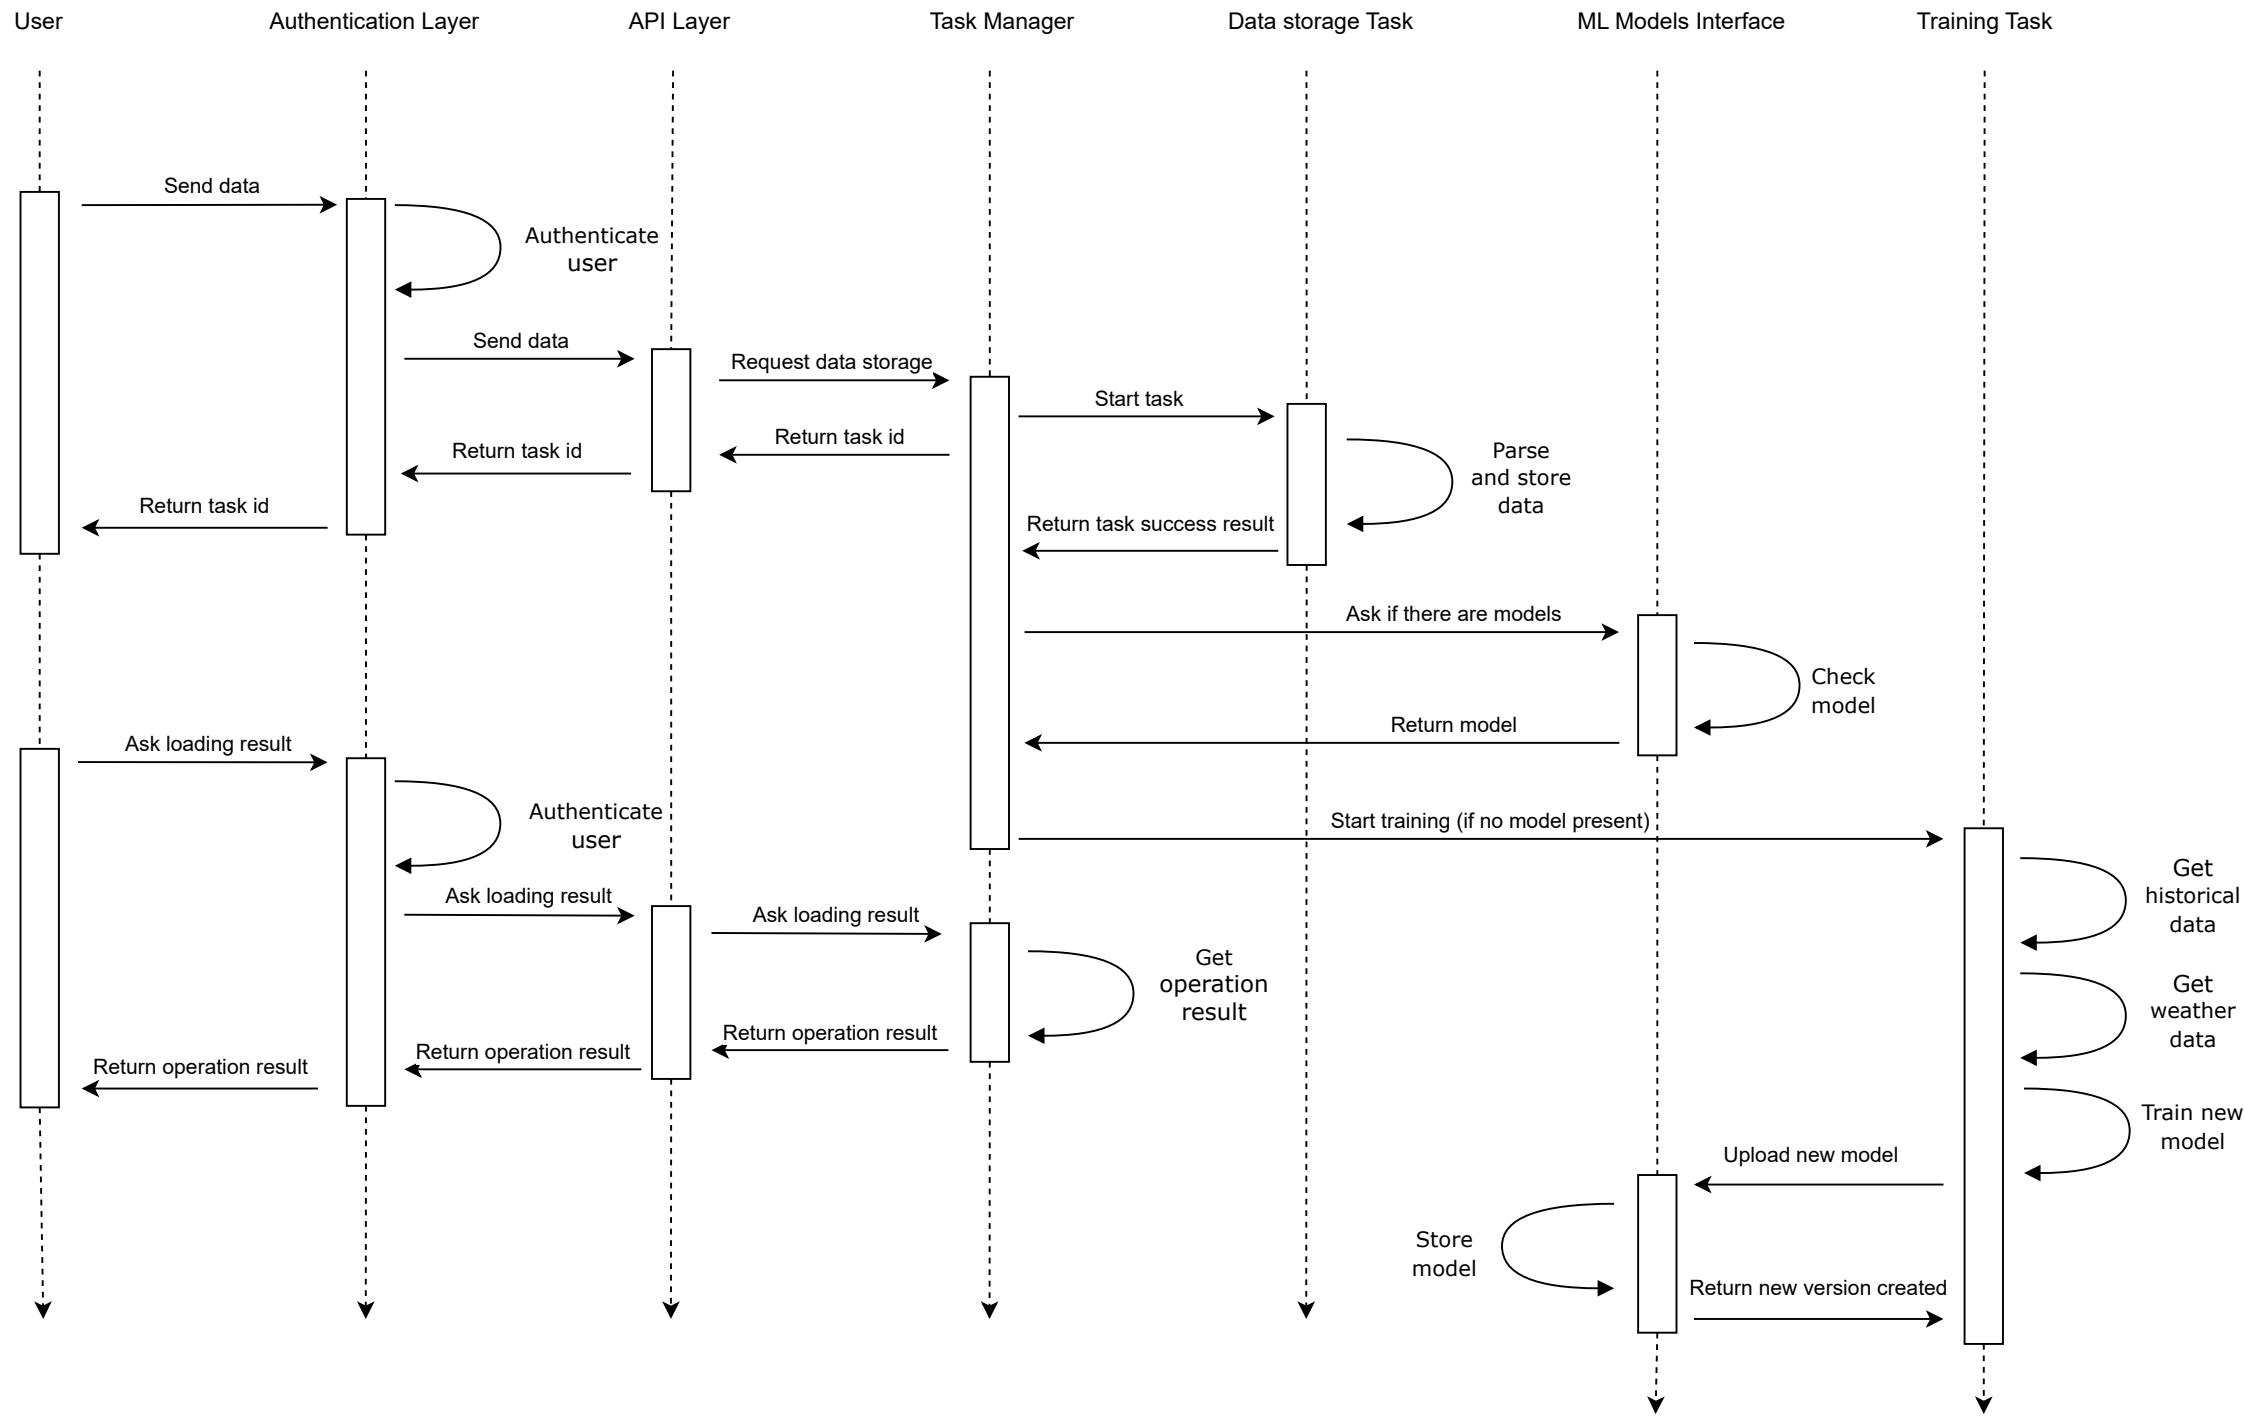 User
Authentication Layer
API Layer
Task Manager
Data storage Task
ML Models Interface
Training Task
Send data
Authenticate
user
Send data
Request data storage
Start task
Return task id
Return task id
Return task id
Parse
and store
data
Return task success result
Ask if there are models
Check
model
Return model
Ask loading result
Authenticate
user
Start training (if no model present)
Get
historical
data
Ask loading result
Ask loading result
Get
operation
result
Get
weather
data
Return operation result
Return operation result
Return operation result
Train new
model
Upload new model
Store
model
Return new version created